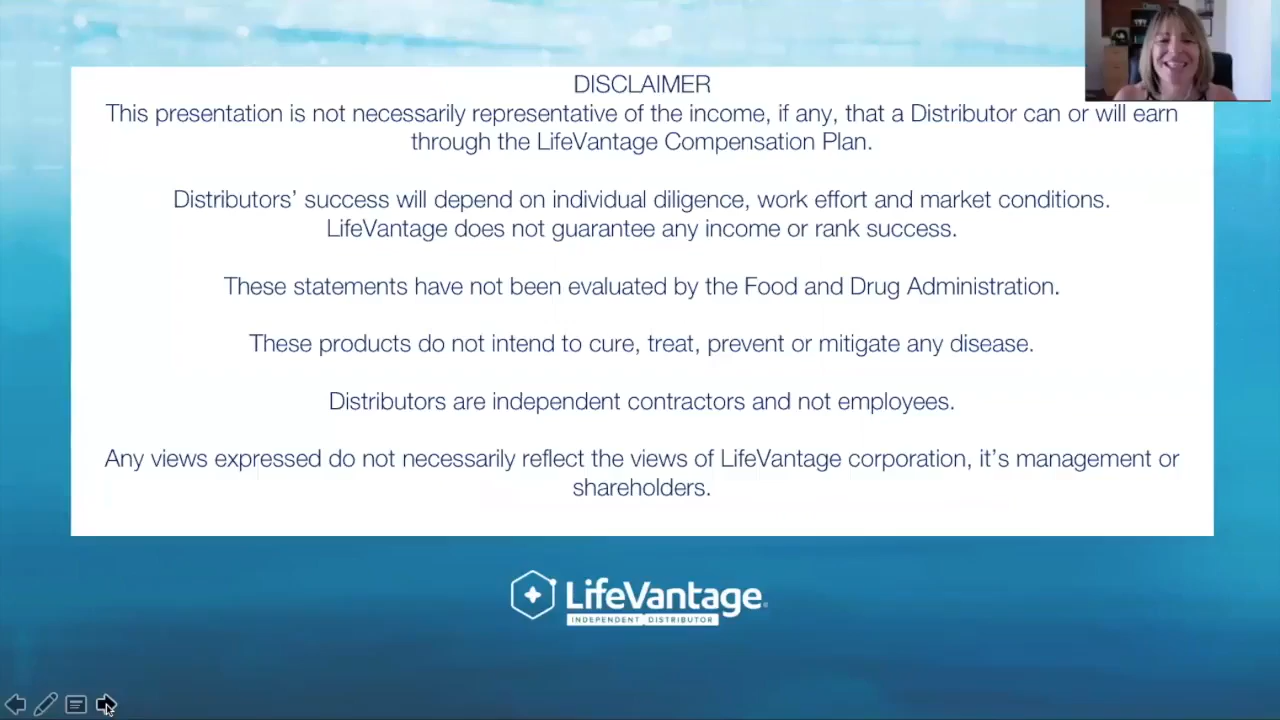 DISCLAIMER
This presentation is not necessarily representative of the income, if any, that a Distributor can or will earn
through the LifeVantage Compensation Plan.
Distributors’ success will depend on individual diligence, work effort and market conditions.
LifeVantage does not guarantee any income or rank success.
These statements have not been evaluated by the Food and Drug Administration.
These products do not intend to cure, treat, prevent or mitigate any disease.
Distributors are independent contractors and not employees.
Any views expressed do not necessarily reflect the views of LifeVantage corporation, it’s management or
shareholders.
LifeVantage
INDEPENDENT DISTRIBUTOR